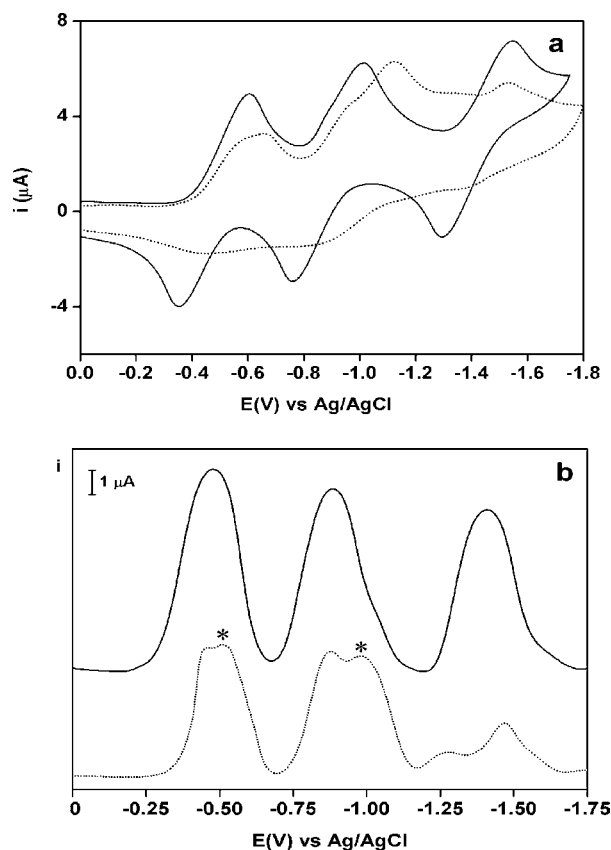 a
8
4
0
-4
i (µA)
0.0 -0.2 -0.4 -0.6 -0.8 -1.0 -1.2 -1.4 -1.6 -1.8
E(V) vs Ag/AgCl
i
1 µA
b
*
*
0 -0.25 -0.50 -0.75 -1.00 -1.25 -1.50 -1.75
E(V) vs Ag/AgCl